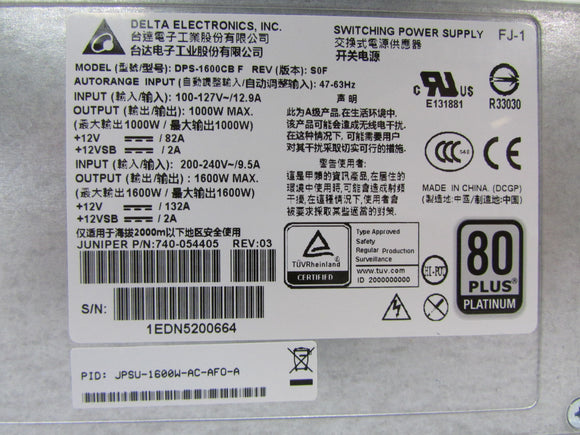 DELTA ELECTRONICS, INC.
台達電子工業股份有限公司
台达电子工业股份有限公司
SWITCHING POWER SUPPLY
交換式電源供應器
开关电源
FJ-1
MODEL (型號/型号): DPS-1600CB F REV (版本): S0F
AUTORANGE INPUT (自動調整輸入/自动调整输入): 47-63Hz
INPUT (輸入/输入): 100-127V~/12.9A
OUTPUT (輸出/输出): 1000W MAX.
(最大輸出1000W / 最大输出1000W)
+12V / 82A
+12VSB / 2A
INPUT (輸入/输入): 200-240V~/9.5A
OUTPUT (輸出/输出) : 1600W MAX.
(最大輸出1600W / 最大输出1600W)
+12V / 132A
+12VSB / 2A
仅适用于海拔2000m以下地区安全使用
JUNIPER P/N:740-054405 REV:03
声 明
此为A级产品, 在生活环境中,
该产品可能会造成无线电干扰,
在这种情况下, 可能需要用户
对其干扰采取切实可行的措施.
警告使用者:
這是甲類的資訊產品, 在居住的
環境中使用時, 可能會造成射頻
干擾, 在這種情況下, 使用者會
被要求採取某些適當的對策.
c RU US
E131881
R33030
CCC
MADE IN CHINA. (DCGP)
(製造地: 中國/制造地: 中国)
TÜVRheinland
CERTIFIED
Type Approved
Safety
Regular Production
Surveillance
www.tuv.com
ID 2000000000
HI-POT
80
PLUS
PLATINUM
S/N:
1EDN5200664
PID: JPSU-1600W-AC-AFO-A